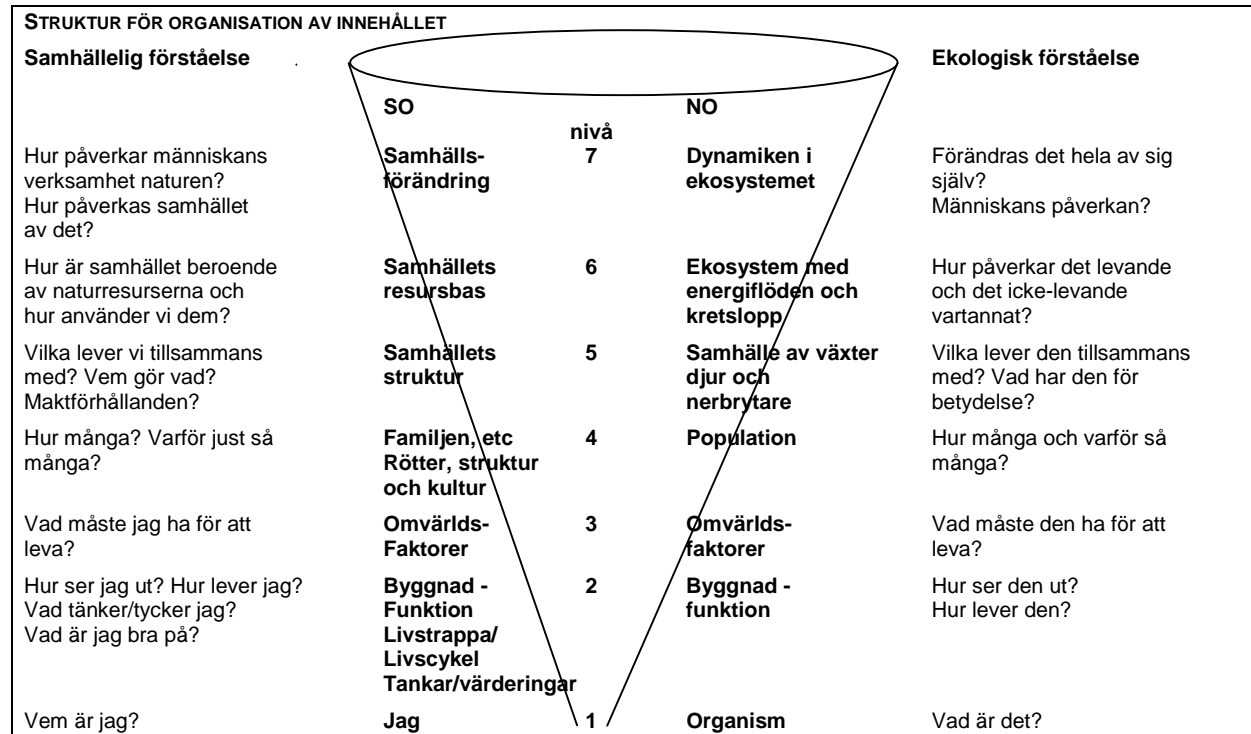 STRUKTUR FÖR ORGANISATION AV INNEHÅLLET
Samhällelig förståelse . Ekologisk förståelse
SO NO
nivå
Hur påverkar människans Samhälls- 7 Dynamiken i Förändras det hela av sig
verksamhet naturen? förändring ekosystemet själv?
Hur påverkas samhället Människans påverkan?
av det?
Hur är samhället beroende Samhällets 6 Ekosystem med Hur påverkar det levande
av naturresurserna och resursbas energiflöden och och det icke-levande
hur använder vi dem? kretslopp vartannat?
Vilka lever vi tillsammans Samhällets 5 Samhälle av växter Vilka lever den tillsammans
med? Vem gör vad? struktur djur och med? Vad har den för
Maktförhållanden? nerbrytare betydelse?
Hur många? Varför just så Familjen, etc 4 Population Hur många och varför så
många? Rötter, struktur många?
och kultur
Vad måste jag ha för att Omvärlds- 3 Omvärlds- Vad måste den ha för att
leva? Faktorer faktorer leva?
Hur ser jag ut? Hur lever jag? Byggnad - 2 Byggnad - Hur ser den ut?
Vad tänker/tycker jag? Funktion funktion Hur lever den?
Vad är jag bra på? Livstrappa/
Livscykel
Tankar/värderingar
Vem är jag? Jag 1 Organism Vad är det?